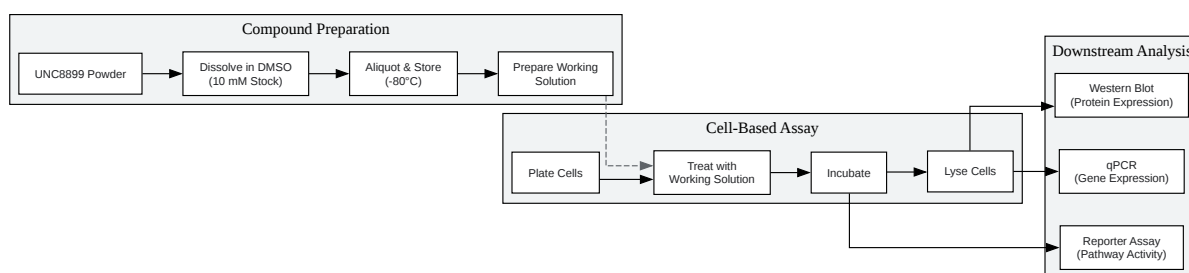 Compound Preparation
UNC8899 Powder
Dissolve in DMSO
(10 mM Stock)
Aliquot & Store
(-80°C)
Prepare Working
Solution
Cell-Based Assay
Plate Cells
Treat with
Working Solution
Incubate
Lyse Cells
Downstream Analysis
Western Blot
(Protein Expression)
qPCR
(Gene Expression)
Reporter Assay
(Pathway Activity)